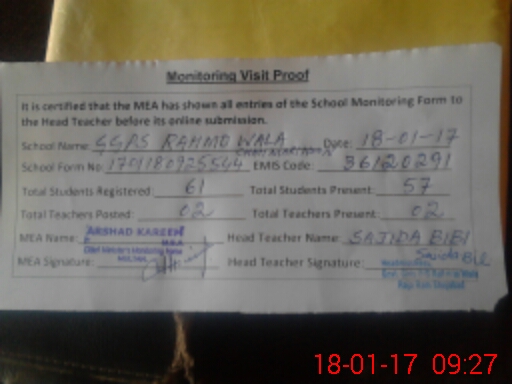 Monitoring Visit Proof
It is certified that the MEA has shown all entries of the School Monitoring Form to
the Head Teacher before its online submission.
School Name: GGPS RAHMO WALA Date: 18-01-17
School Form No: EMIS Code: 36120291
Total Students Registered: 61 Total Students Present: 57
Total Teachers Posted: 02 Total Teachers Present: 02
MEA Name: ARSHAD KAREEM Head Teacher Name: SAJIDA BIBI
MEA Signature: Head Teacher Signature:
18-01-17 09:27